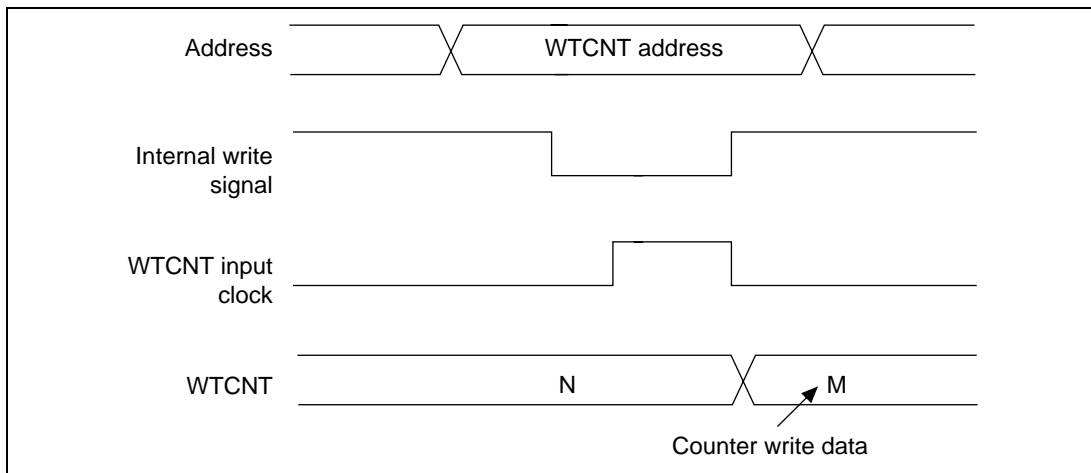 Address
WTCNT address
Internal write
signal
WTCNT input
clock
WTCNT
N
M
Counter write data